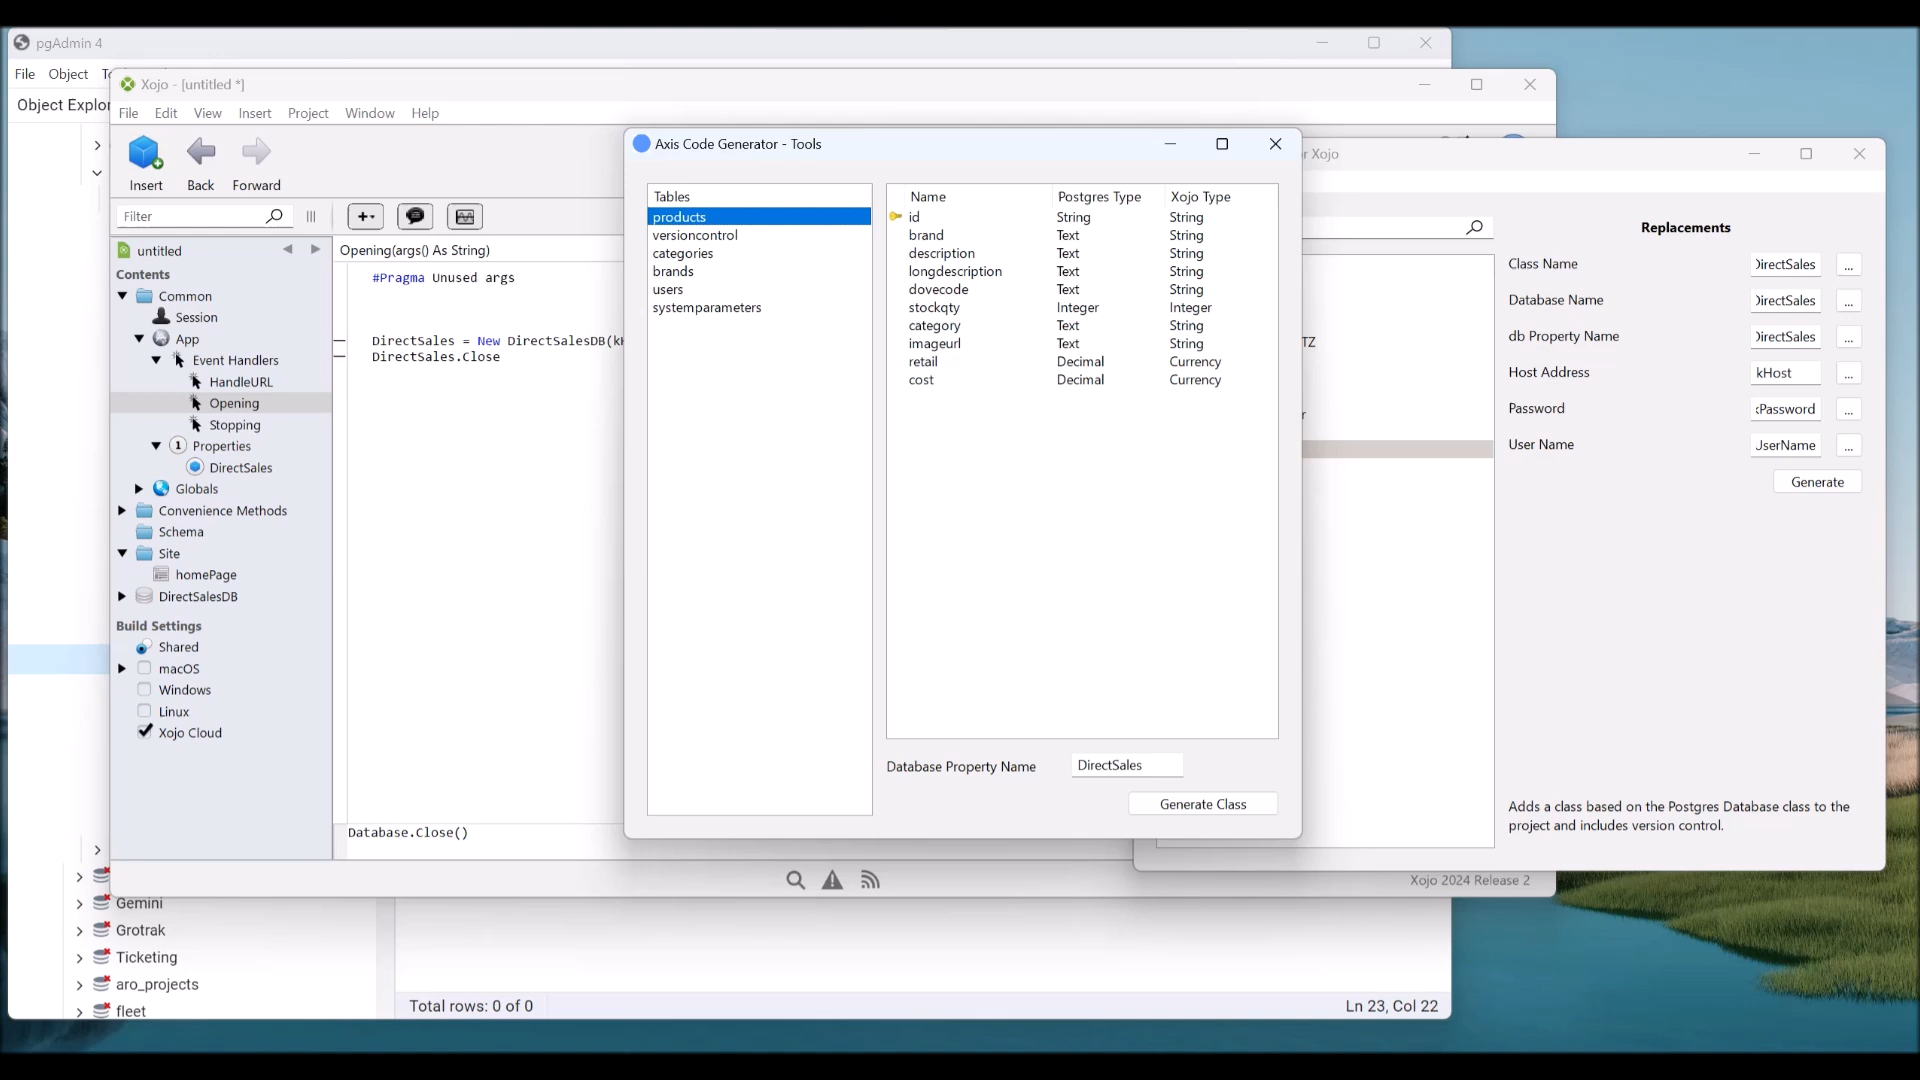 pgAdmin 4
File Object
Object Explor
Xojo - [untitled *]
File Edit View Insert Project Window Help
Insert Back Forward
Filter
untitled
Contents
Common
Session
App
Event Handlers
HandleURL
Opening
Stopping
Properties
DirectSales
Globals
Convenience Methods
Schema
Site
homePage
DirectSalesDB
Build Settings
Shared
macOS
Windows
Linux
Xojo Cloud
Opening(args() As String)
#Pragma Unused args
DirectSales = New DirectSalesDB(kH
DirectSales.Close
Database.Close()
Axis Code Generator - Tools
Tables
products
versioncontrol
categories
brands
users
systemparameters
Name Postgres Type Xojo Type
id String String
brand Text String
description Text String
longdescription Text String
dovecode Text String
stockqty Integer Integer
category Text String
imageurl Text String
retail Decimal Currency
cost Decimal Currency
Database Property Name DirectSales
Generate Class
r Xojo
TZ
r
Replacements
Class Name DirectSales ...
Database Name DirectSales ...
db Property Name DirectSales ...
Host Address kHost ...
Password Password ...
User Name UserName ...
Generate
Adds a class based on the Postgres Database class to the
project and includes version control.
Xojo 2024 Release 2
Gemini
Grotrak
Ticketing
aro_projects
fleet
Total rows: 0 of 0
Ln 23, Col 22